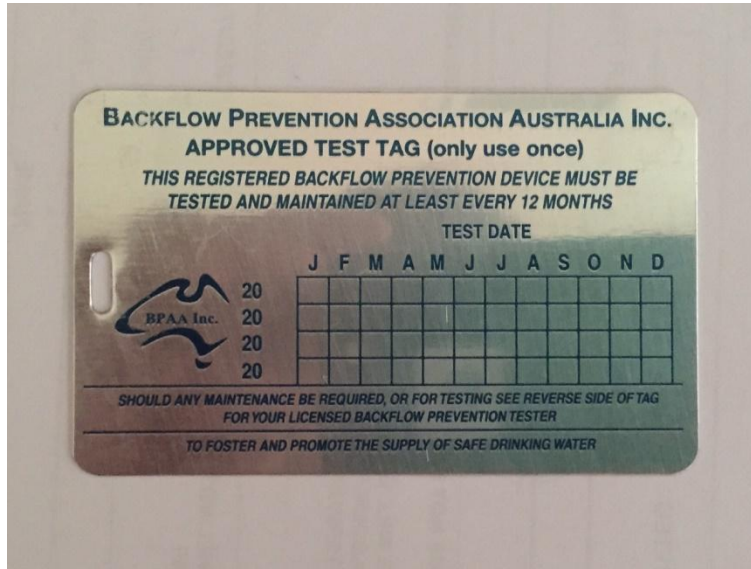 BACKFLOW PREVENTION ASSOCIATION AUSTRALIA INC.
APPROVED TEST TAG (only use once)
THIS REGISTERED BACKFLOW PREVENTION DEVICE MUST BE
TESTED AND MAINTAINED AT LEAST EVERY 12 MONTHS
TEST DATE
J F M A M J J A S O N D
20
20
BPAA Inc.
20
20
SHOULD ANY MAINTENANCE BE REQUIRED, OR FOR TESTING SEE REVERSE SIDE OF TAG
FOR YOUR LICENSED BACKFLOW PREVENTION TESTER
TO FOSTER AND PROMOTE THE SUPPLY OF SAFE DRINKING WATER